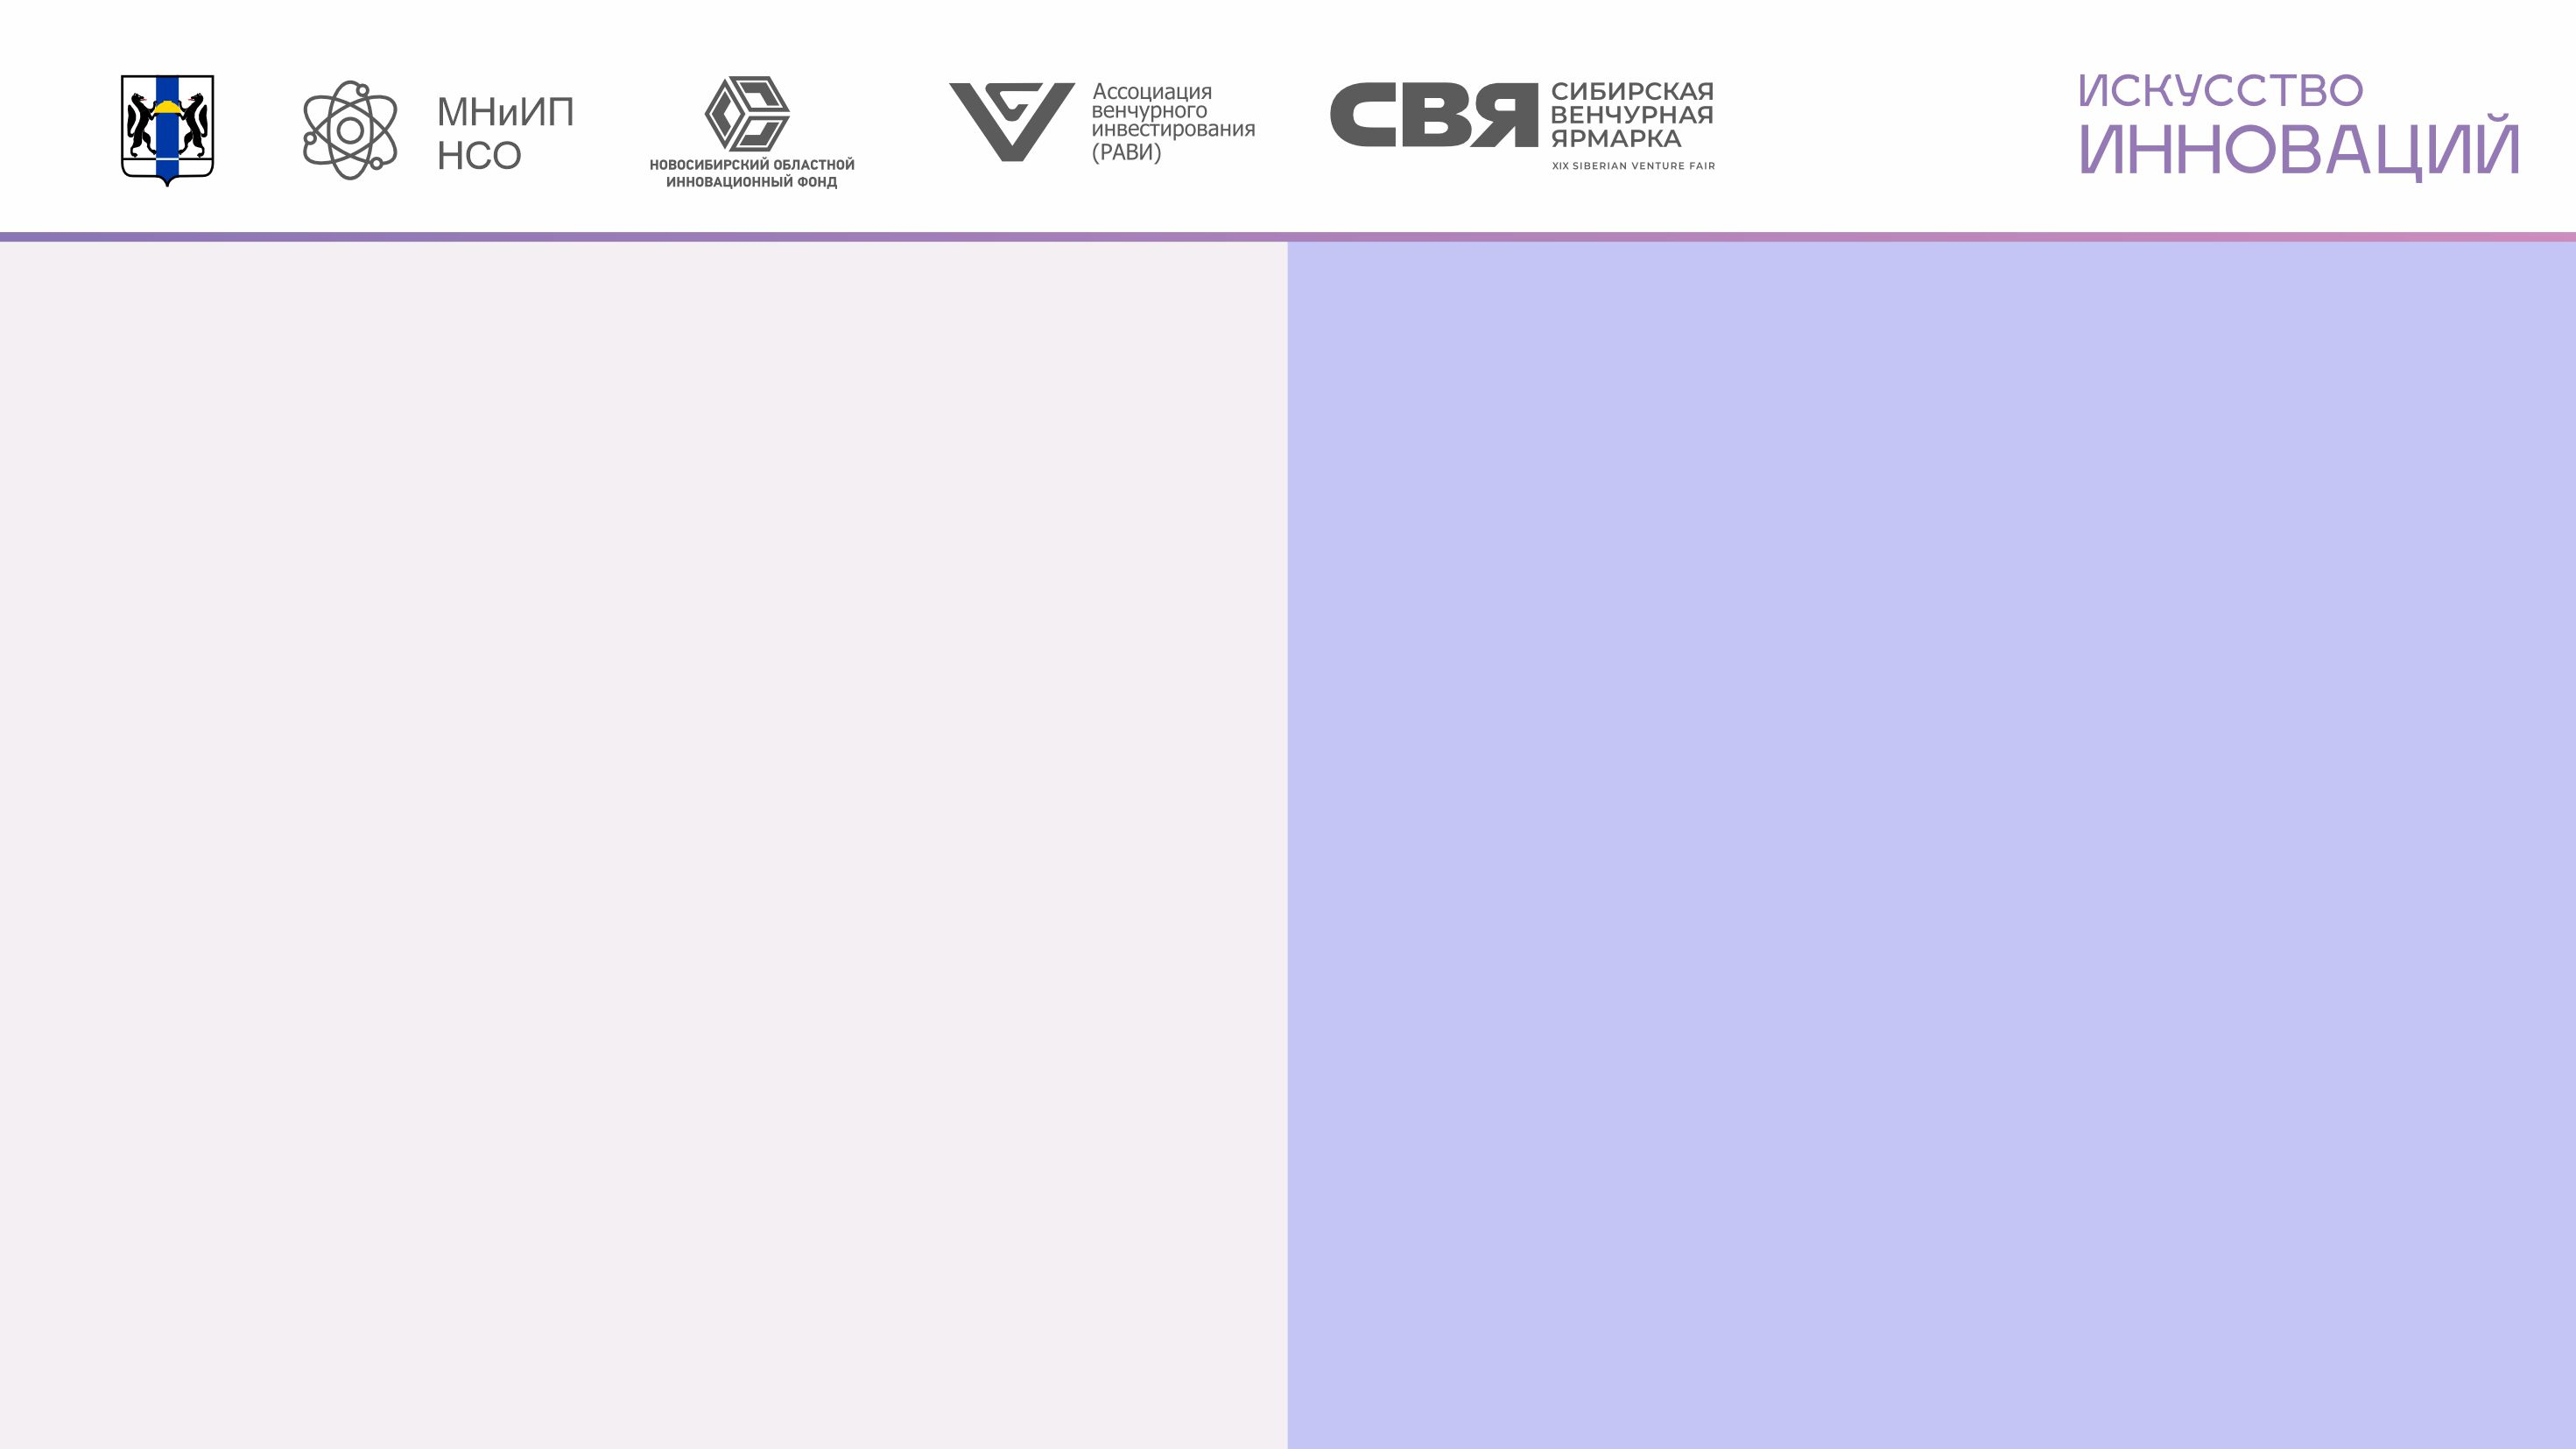 МНиИП
НСО
НОВОСИБИРСКИЙ ОБЛАСТНОЙ
ИННОВАЦИОННЫЙ ФОНД
Ассоциация
венчурного
инвестирования
(РАВИ)
СВЯ
СИБИРСКАЯ
ВЕНЧУРНАЯ
ЯРМАРКА
XIX SIBERIAN VENTURE FAIR
ИСКУССТВО
ИННОВАЦИЙ